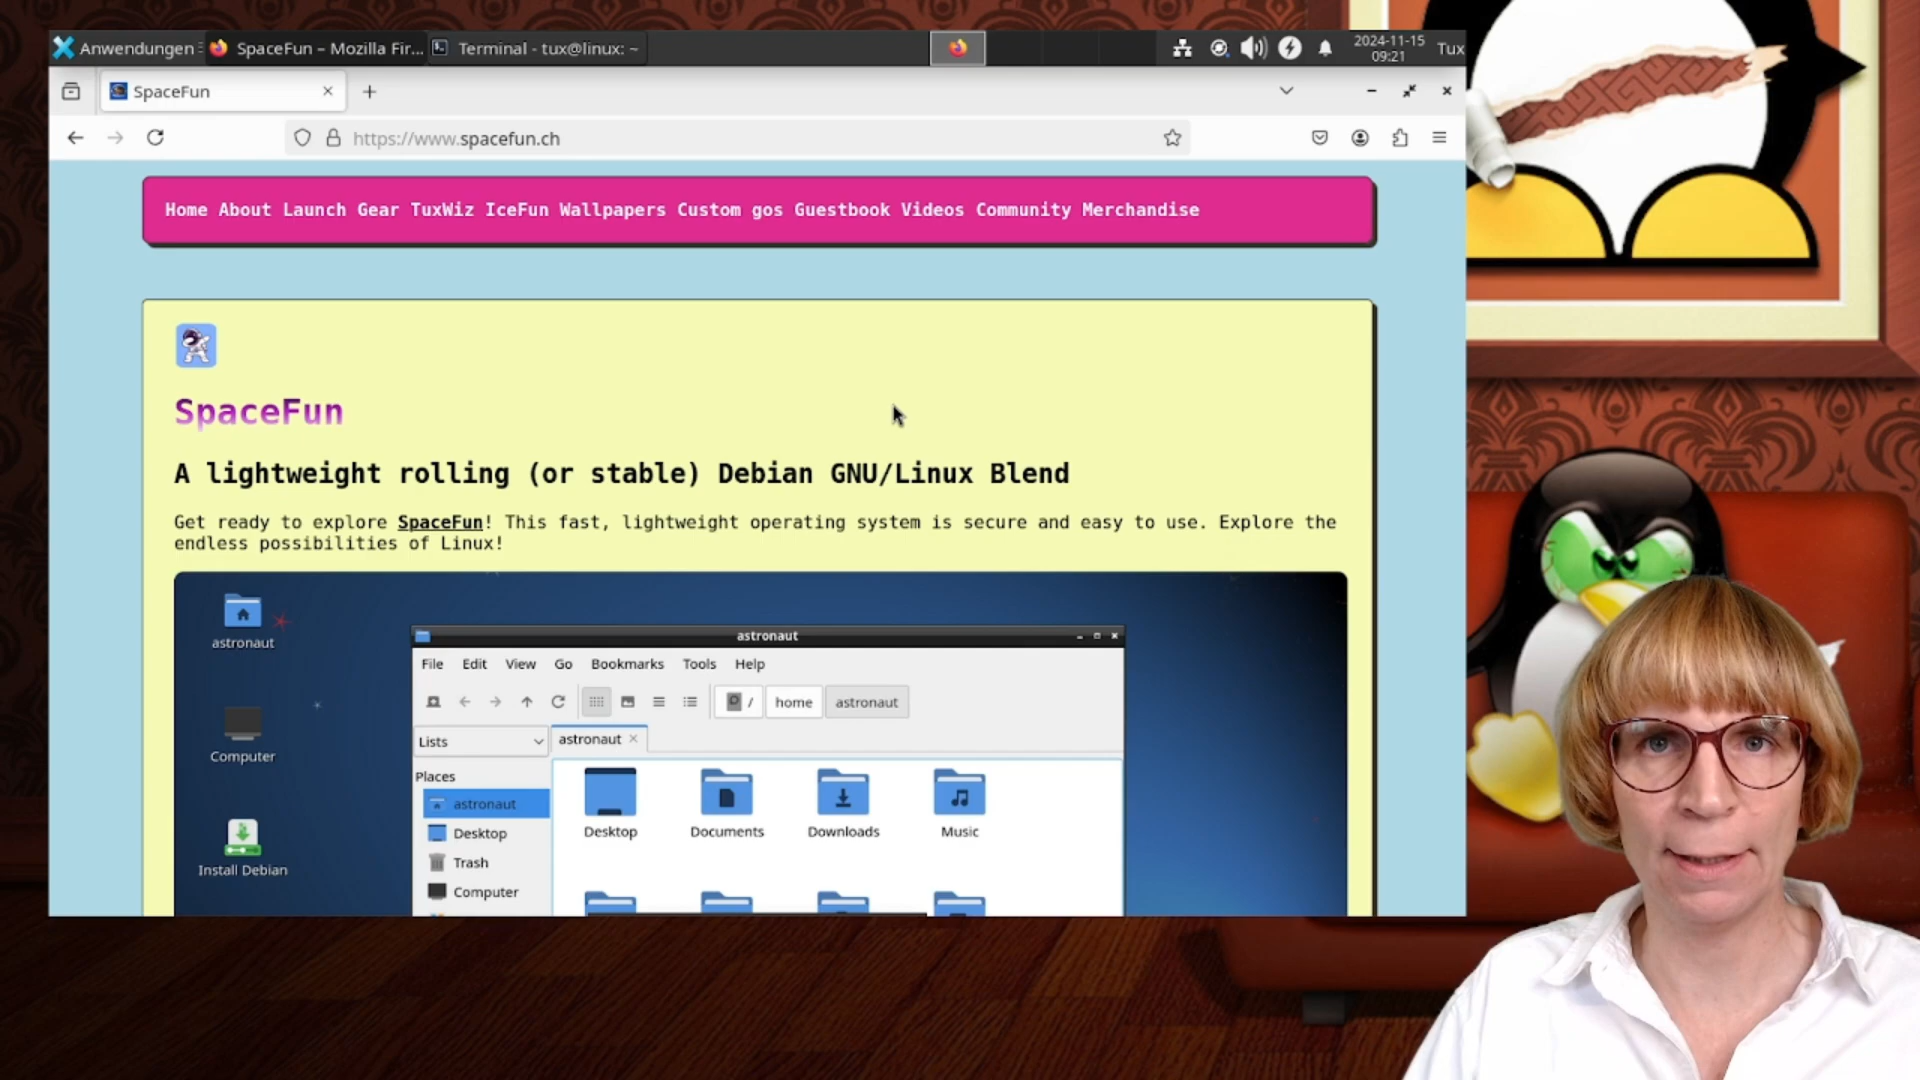 Anwendungen
SpaceFun – Mozilla Fir...
Terminal - tux@linux: ~
2024-11-15
09:21
Tux
SpaceFun
https://www.spacefun.ch
Home About Launch Gear TuxWiz IceFun Wallpapers Custom gos Guestbook Videos Community Merchandise
SpaceFun
A lightweight rolling (or stable) Debian GNU/Linux Blend
Get ready to explore SpaceFun! This fast, lightweight operating system is secure and easy to use. Explore the
endless possibilities of Linux!
astronaut
Computer
Install Debian
astronaut
File Edit View Go Bookmarks Tools Help
/ home astronaut
Lists
astronaut
Places
astronaut
Desktop
Trash
Computer
Desktop Documents Downloads Music